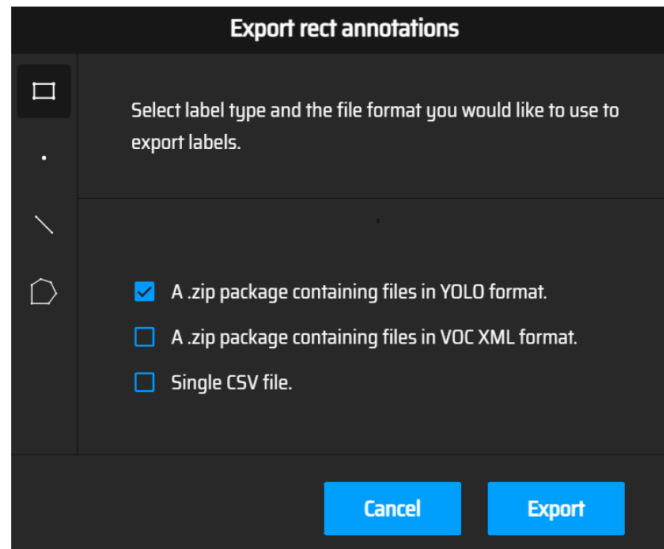 Export rect annotations
Select label type and the file format you would like to use to
export labels.
A .zip package containing files in YOLO format.
A .zip package containing files in VOC XML format.
Single CSV file.
Cancel
Export